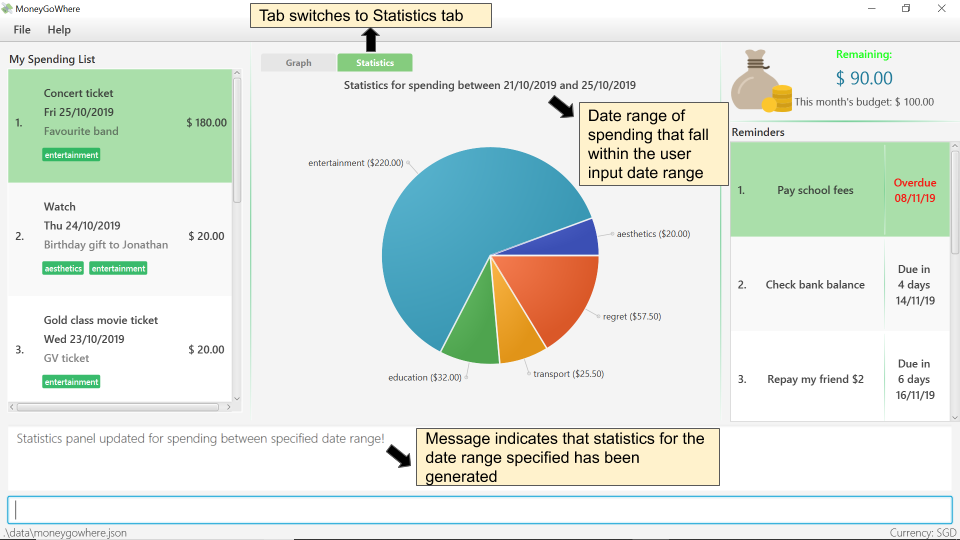 MoneyGoWhere
File Help
Tab switches to Statistics tab
My Spending List
1.
Concert ticket
Fri 25/10/2019
Favourite band
$ 180.00
entertainment
2.
Watch
Thu 24/10/2019
Birthday gift to Jonathan
$ 20.00
aesthetics entertainment
3.
Gold class movie ticket
Wed 23/10/2019
GV ticket
$ 20.00
entertainment
Graph Statistics
Statistics for spending between 21/10/2019 and 25/10/2019
Date range of
spending that fall
within the user
input date range
entertainment ($220.00)
aesthetics ($20.00)
regret ($57.50)
transport ($25.50)
education ($32.00)
Remaining:
$ 90.00
This month's budget: $ 100.00
Reminders
1.
Pay school fees
Overdue
08/11/19
2.
Check bank balance
Due in
4 days
14/11/19
3.
Repay my friend $2
Due in
6 days
16/11/19
Statistics panel updated for spending between specified date range!
Message indicates that statistics for the
date range specified has been
generated
.\data\moneygowhere.json
Currency: SGD